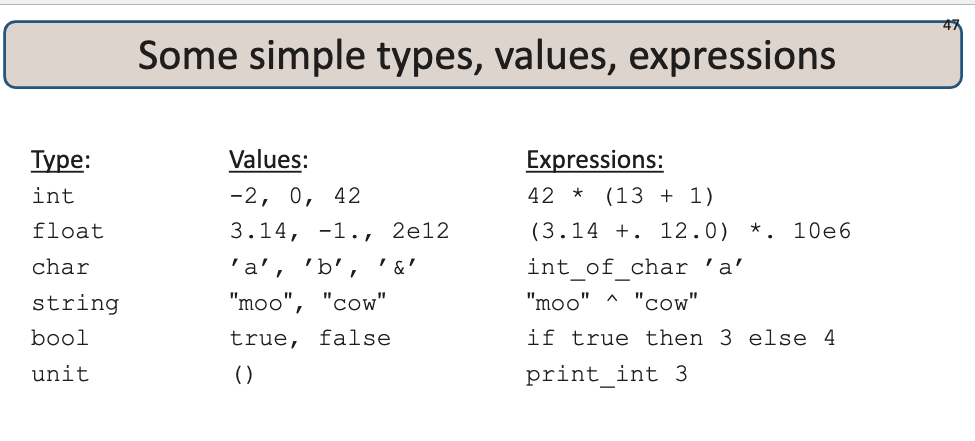 47
Some simple types, values, expressions
Type: Values: Expressions:
int -2, 0, 42 42 * (13 + 1)
float 3.14, -1., 2e12 (3.14 +. 12.0) *. 10e6
char ’a’, ’b’, ’&’ int_of_char ’a’
string "moo", "cow" "moo" ^ "cow"
bool true, false if true then 3 else 4
unit () print_int 3